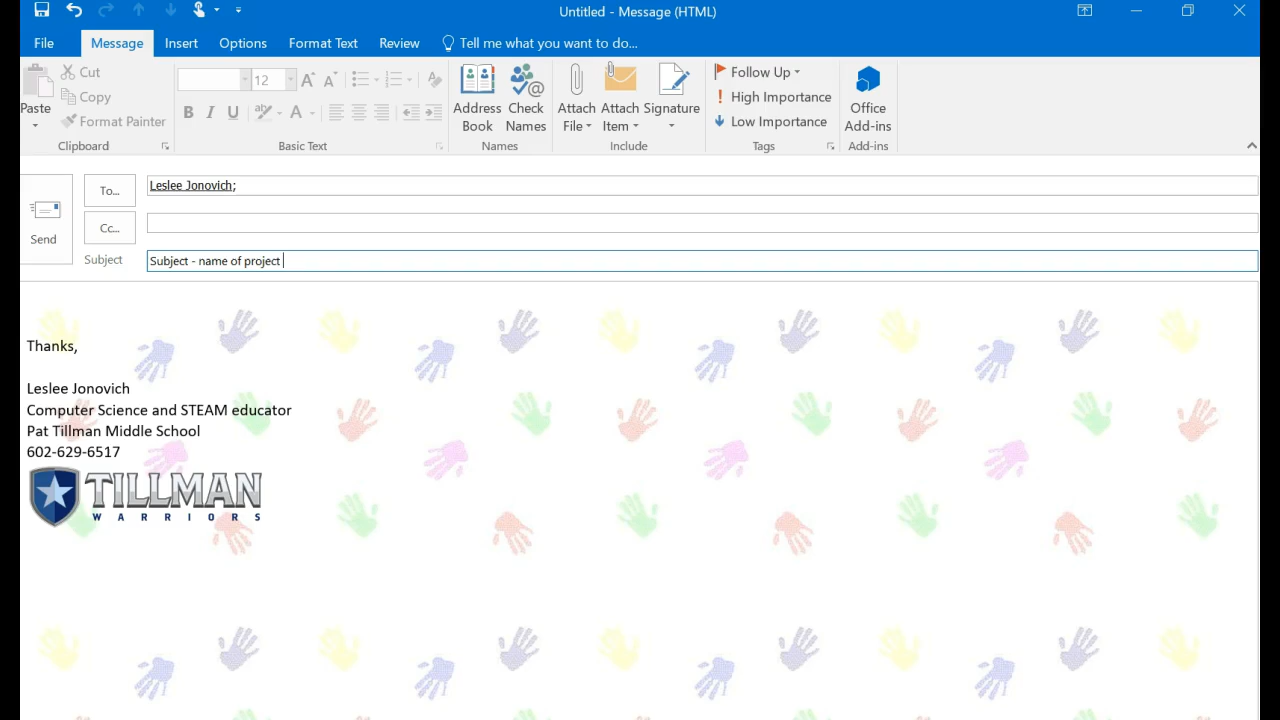 Untitled - Message (HTML)
File Message Insert Options Format Text Review Tell me what you want to do...
Paste
Cut
Copy
Format Painter
Clipboard
12
B I U A
Basic Text
Address Book
Check Names
Names
Attach File
Attach Item
Signature
Include
Follow Up
High Importance
Low Importance
Tags
Office Add-ins
Add-ins
Send
To... Leslee Jonovich;
Cc...
Subject Subject - name of project
Thanks,
Leslee Jonovich
Computer Science and STEAM educator
Pat Tillman Middle School
602-629-6517
TILLMAN
WARRIORS